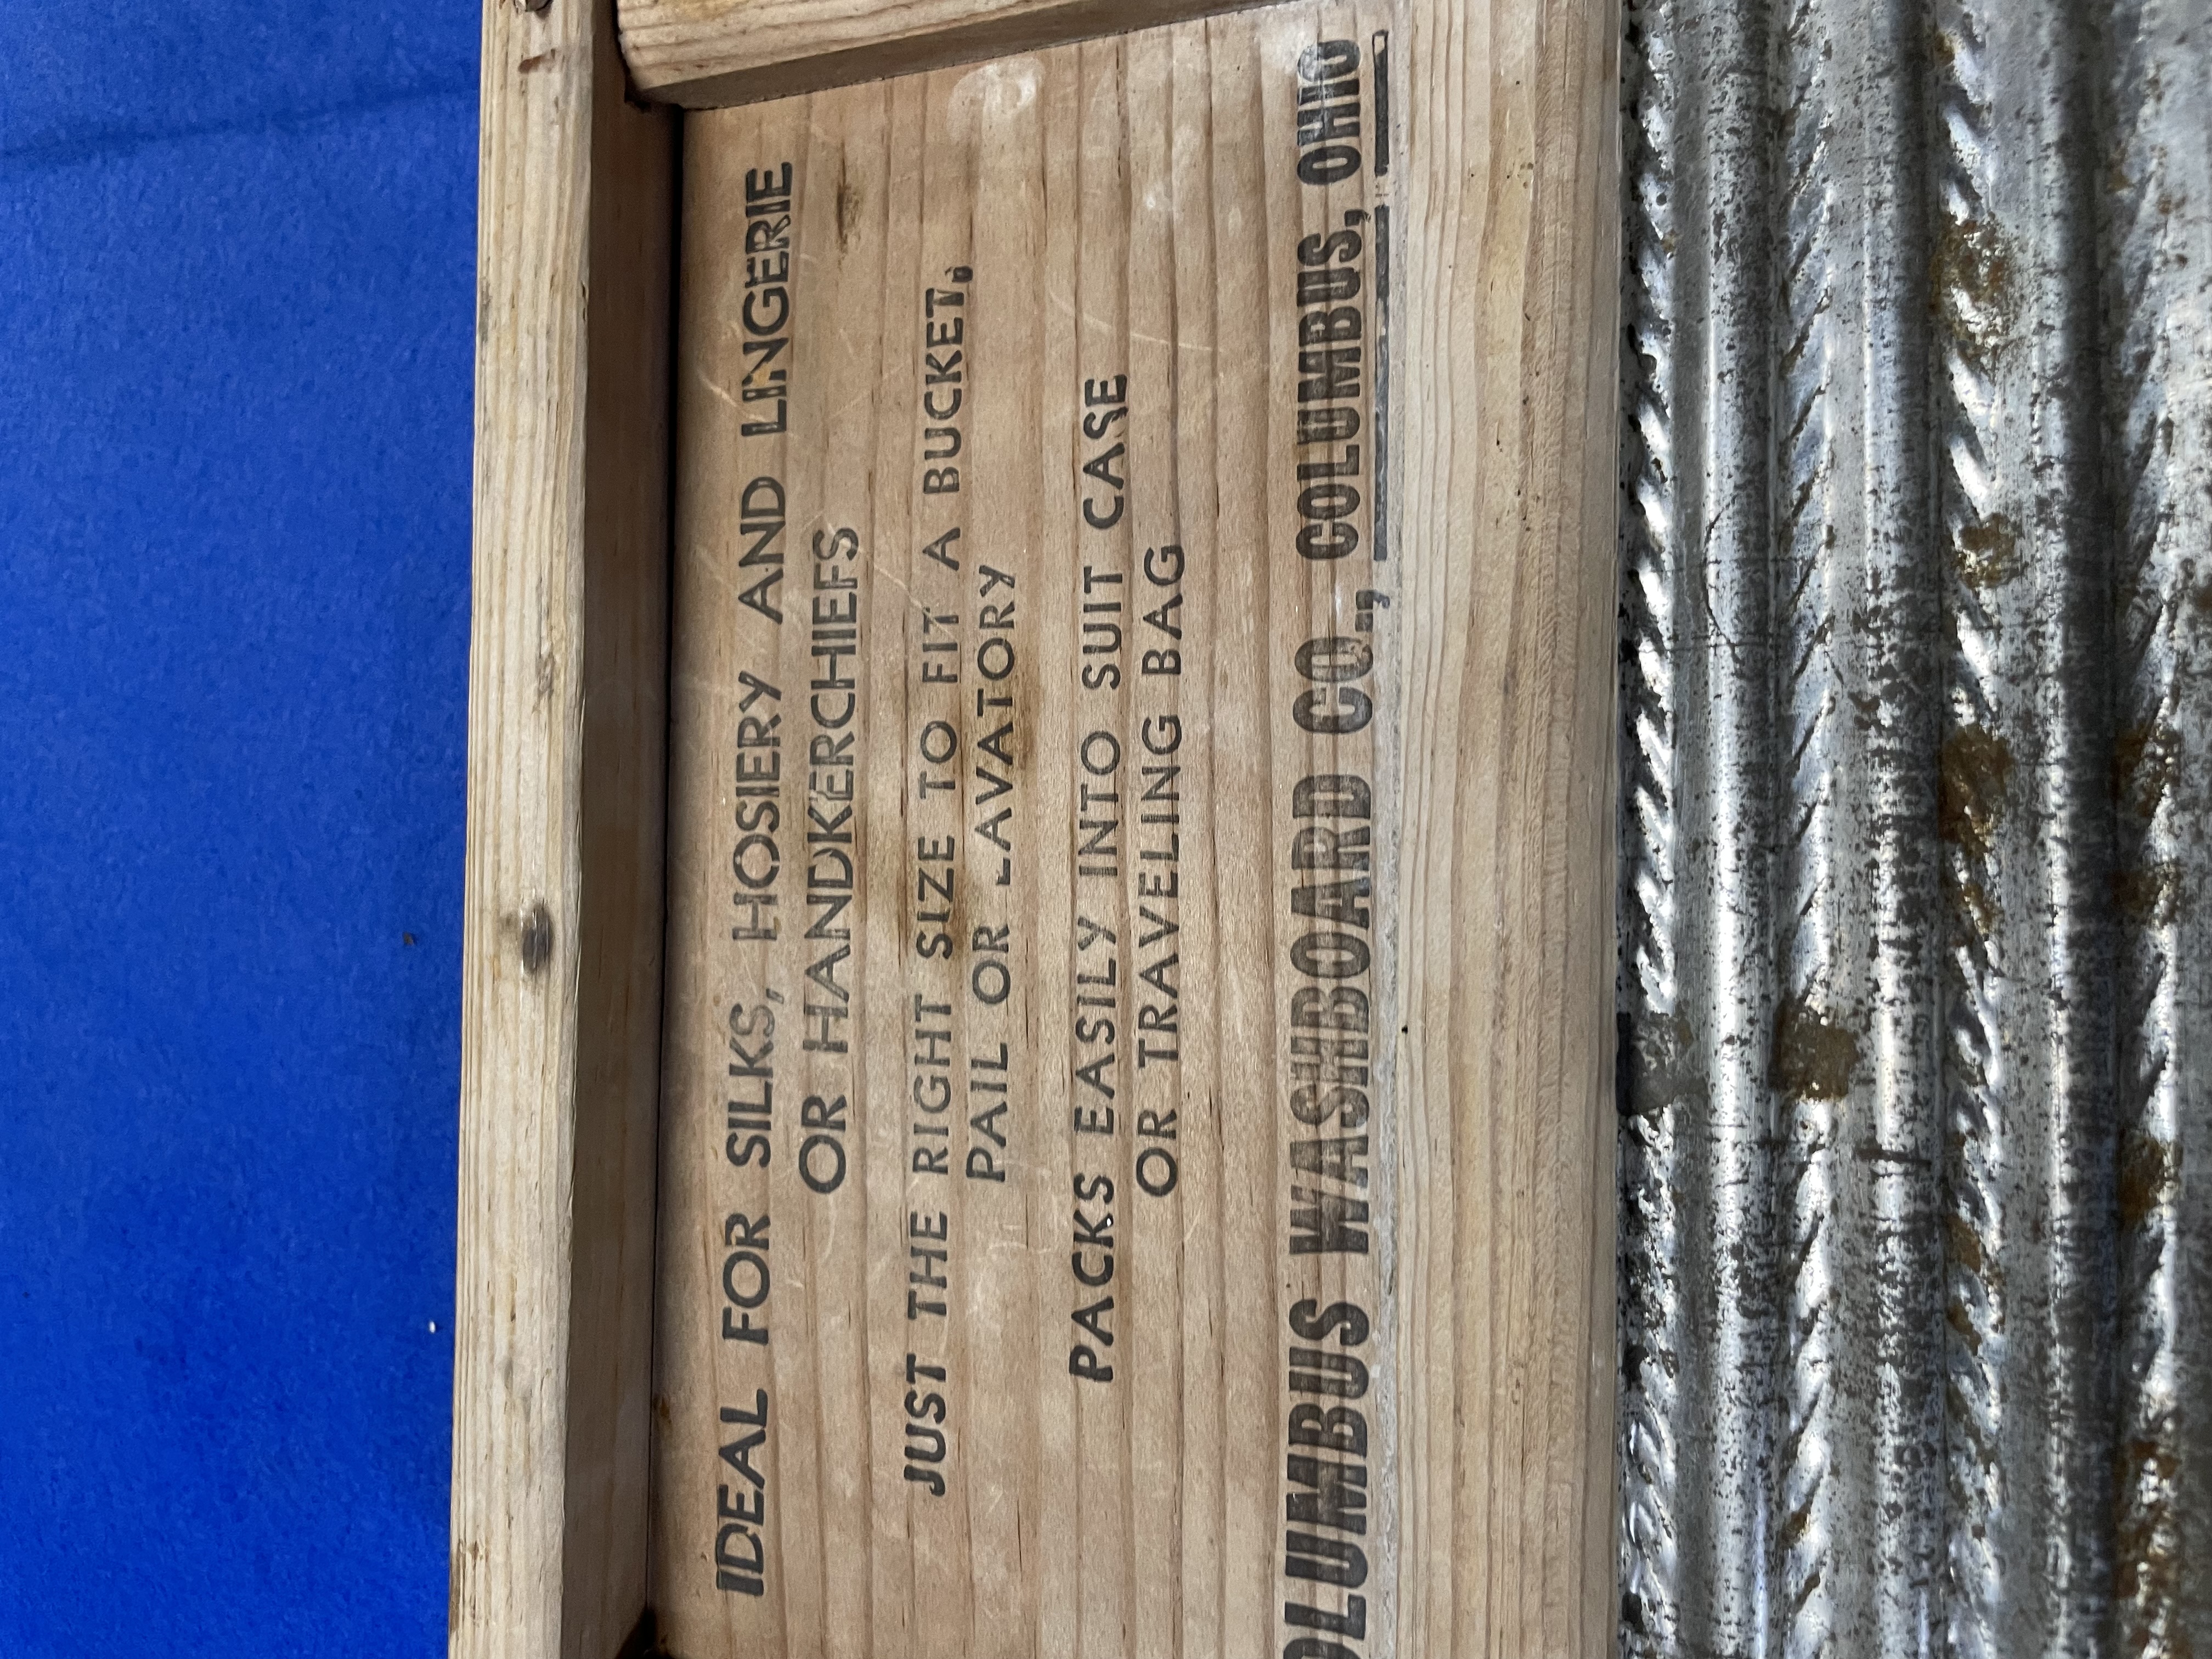 IDEAL FOR SILKS, HOSIERY AND LINGERIE
OR HANDKERCHIEFS
JUST THE RIGHT SIZE TO FIT A BUCKET,
PAIL OR LAVATORY
PACKS EASILY INTO SUIT CASE
OR TRAVELING BAG
OLUMBUS WASHBOARD CO., COLUMBUS, OHIO